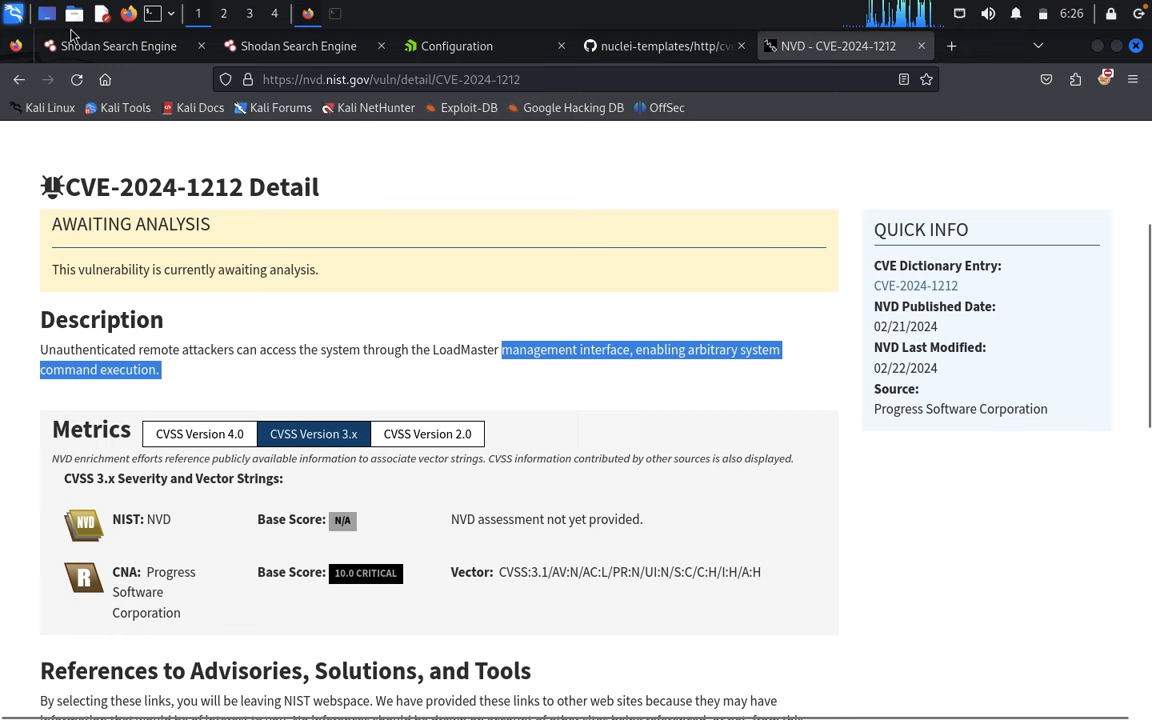 1
2
3
4
6:26
Shodan Search Engine
Shodan Search Engine
Configuration
nuclei-templates/http/cv
NVD - CVE-2024-1212
https://nvd.nist.gov/vuln/detail/CVE-2024-1212
Kali Linux
Kali Tools
Kali Docs
Kali Forums
Kali NetHunter
Exploit-DB
Google Hacking DB
OffSec
CVE-2024-1212 Detail
AWAITING ANALYSIS
This vulnerability is currently awaiting analysis.
Description
Unauthenticated remote attackers can access the system through the LoadMaster management interface, enabling arbitrary system
command execution.
Metrics
CVSS Version 4.0
CVSS Version 3.x
CVSS Version 2.0
NVD enrichment efforts reference publicly available information to associate vector strings. CVSS information contributed by other sources is also displayed.
CVSS 3.x Severity and Vector Strings:
NVD
NIST: NVD
Base Score: N/A
NVD assessment not yet provided.
R
CNA: Progress
Software
Corporation
Base Score: 10.0 CRITICAL
Vector: CVSS:3.1/AV:N/AC:L/PR:N/UI:N/S:C/C:H/I:H/A:H
References to Advisories, Solutions, and Tools
By selecting these links, you will be leaving NIST webspace. We have provided these links to other web sites because they may have
QUICK INFO
CVE Dictionary Entry:
CVE-2024-1212
NVD Published Date:
02/21/2024
NVD Last Modified:
02/22/2024
Source:
Progress Software Corporation